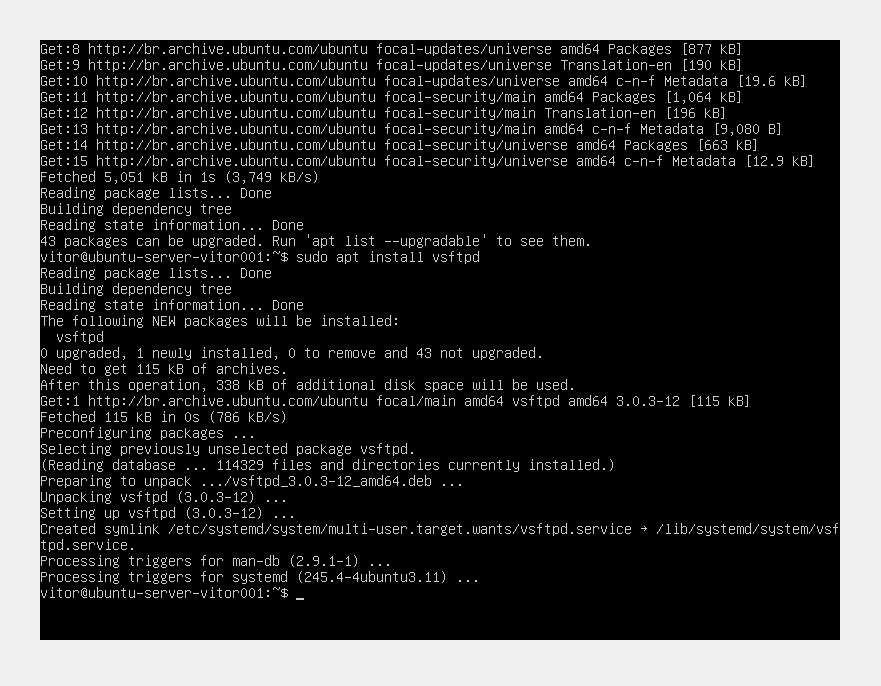 Get:8 http://br.archive.ubuntu.com/ubuntu focal-updates/universe amd64 Packages [877 kB]
Get:9 http://br.archive.ubuntu.com/ubuntu focal-updates/universe Translation-en [190 kB]
Get:10 http://br.archive.ubuntu.com/ubuntu focal-updates/universe amd64 c-n-f Metadata [19.6 kB]
Get:11 http://br.archive.ubuntu.com/ubuntu focal-security/main amd64 Packages [1,064 kB]
Get:12 http://br.archive.ubuntu.com/ubuntu focal-security/main Translation-en [196 kB]
Get:13 http://br.archive.ubuntu.com/ubuntu focal-security/main amd64 c-n-f Metadata [9,080 B]
Get:14 http://br.archive.ubuntu.com/ubuntu focal-security/universe amd64 Packages [663 kB]
Get:15 http://br.archive.ubuntu.com/ubuntu focal-security/universe amd64 c-n-f Metadata [12.9 kB]
Fetched 5,051 kB in 1s (3,749 kB/s)
Reading package lists... Done
Building dependency tree
Reading state information... Done
43 packages can be upgraded. Run 'apt list --upgradable' to see them.
vitor@ubuntu-server-vitor001:~$ sudo apt install vsftpd
Reading package lists... Done
Building dependency tree
Reading state information... Done
The following NEW packages will be installed:
  vsftpd
0 upgraded, 1 newly installed, 0 to remove and 43 not upgraded.
Need to get 115 kB of archives.
After this operation, 338 kB of additional disk space will be used.
Get:1 http://br.archive.ubuntu.com/ubuntu focal/main amd64 vsftpd amd64 3.0.3-12 [115 kB]
Fetched 115 kB in 0s (786 kB/s)
Preconfiguring packages ...
Selecting previously unselected package vsftpd.
(Reading database ... 114329 files and directories currently installed.)
Preparing to unpack .../vsftpd_3.0.3-12_amd64.deb ...
Unpacking vsftpd (3.0.3-12) ...
Setting up vsftpd (3.0.3-12) ...
Created symlink /etc/systemd/system/multi-user.target.wants/vsftpd.service → /lib/systemd/system/vsf
tpd.service.
Processing triggers for man-db (2.9.1-1) ...
Processing triggers for systemd (245.4-4ubuntu3.11) ...
vitor@ubuntu-server-vitor001:~$ _